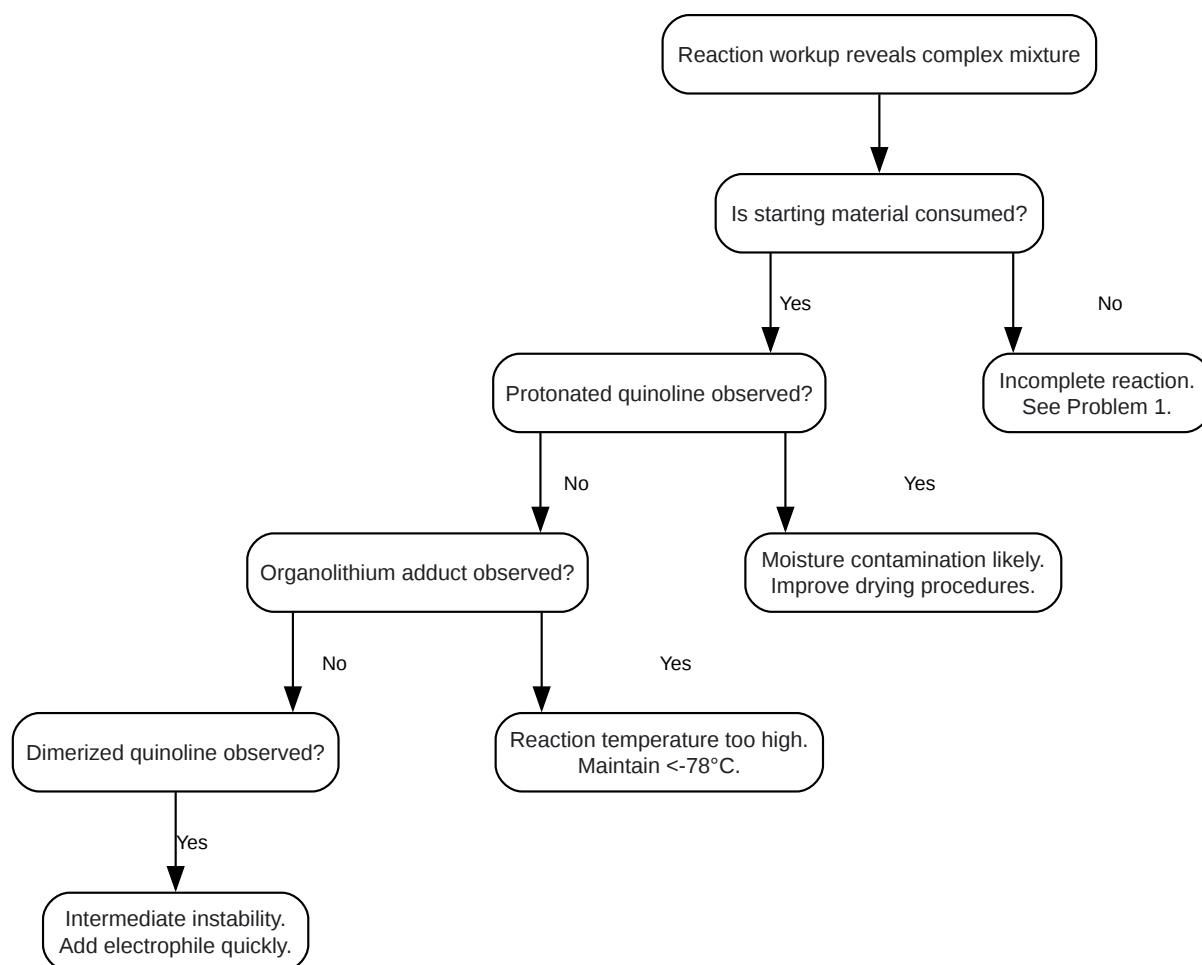 Reaction workup reveals complex mixture
Is starting material consumed?
Yes
No
Protonated quinoline observed?
Incomplete reaction.
See Problem 1.
No
Yes
Organolithium adduct observed?
Moisture contamination likely.
Improve drying procedures.
No
Yes
Dimerized quinoline observed?
Reaction temperature too high.
Maintain <-78°C.
Yes
Intermediate instability.
Add electrophile quickly.